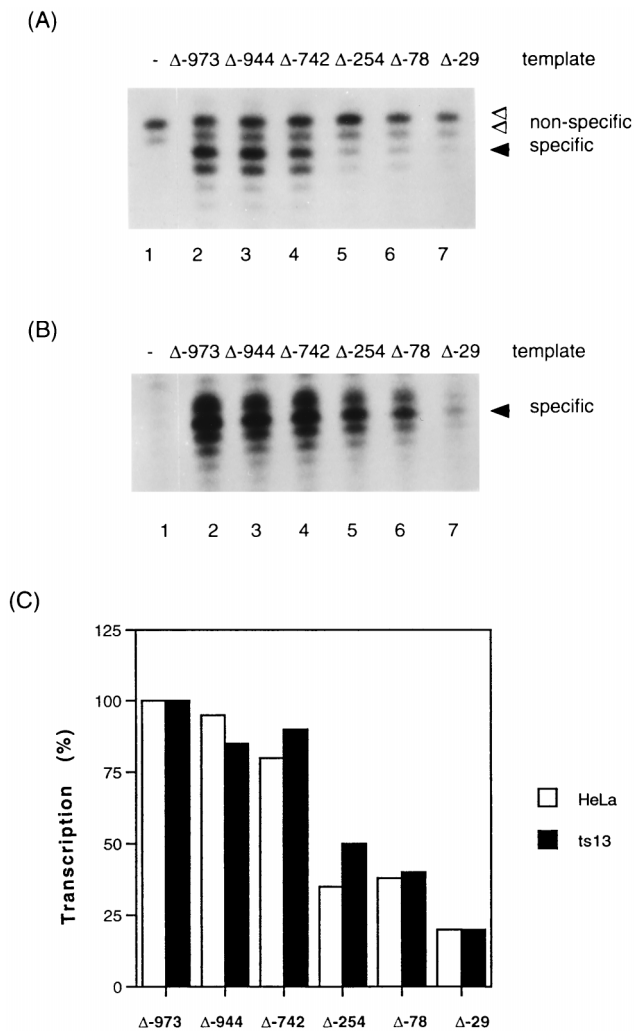 (A)
- Δ-973 Δ-944 Δ-742 Δ-254 Δ-78 Δ-29 template
non-specific
specific
1 2 3 4 5 6 7
(B)
- Δ-973 Δ-944 Δ-742 Δ-254 Δ-78 Δ-29 template
specific
1 2 3 4 5 6 7
(C)
125
100
75
50
25
0
Transcription (%)
HeLa
ts13
Δ-973 Δ-944 Δ-742 Δ-254 Δ-78 Δ-29